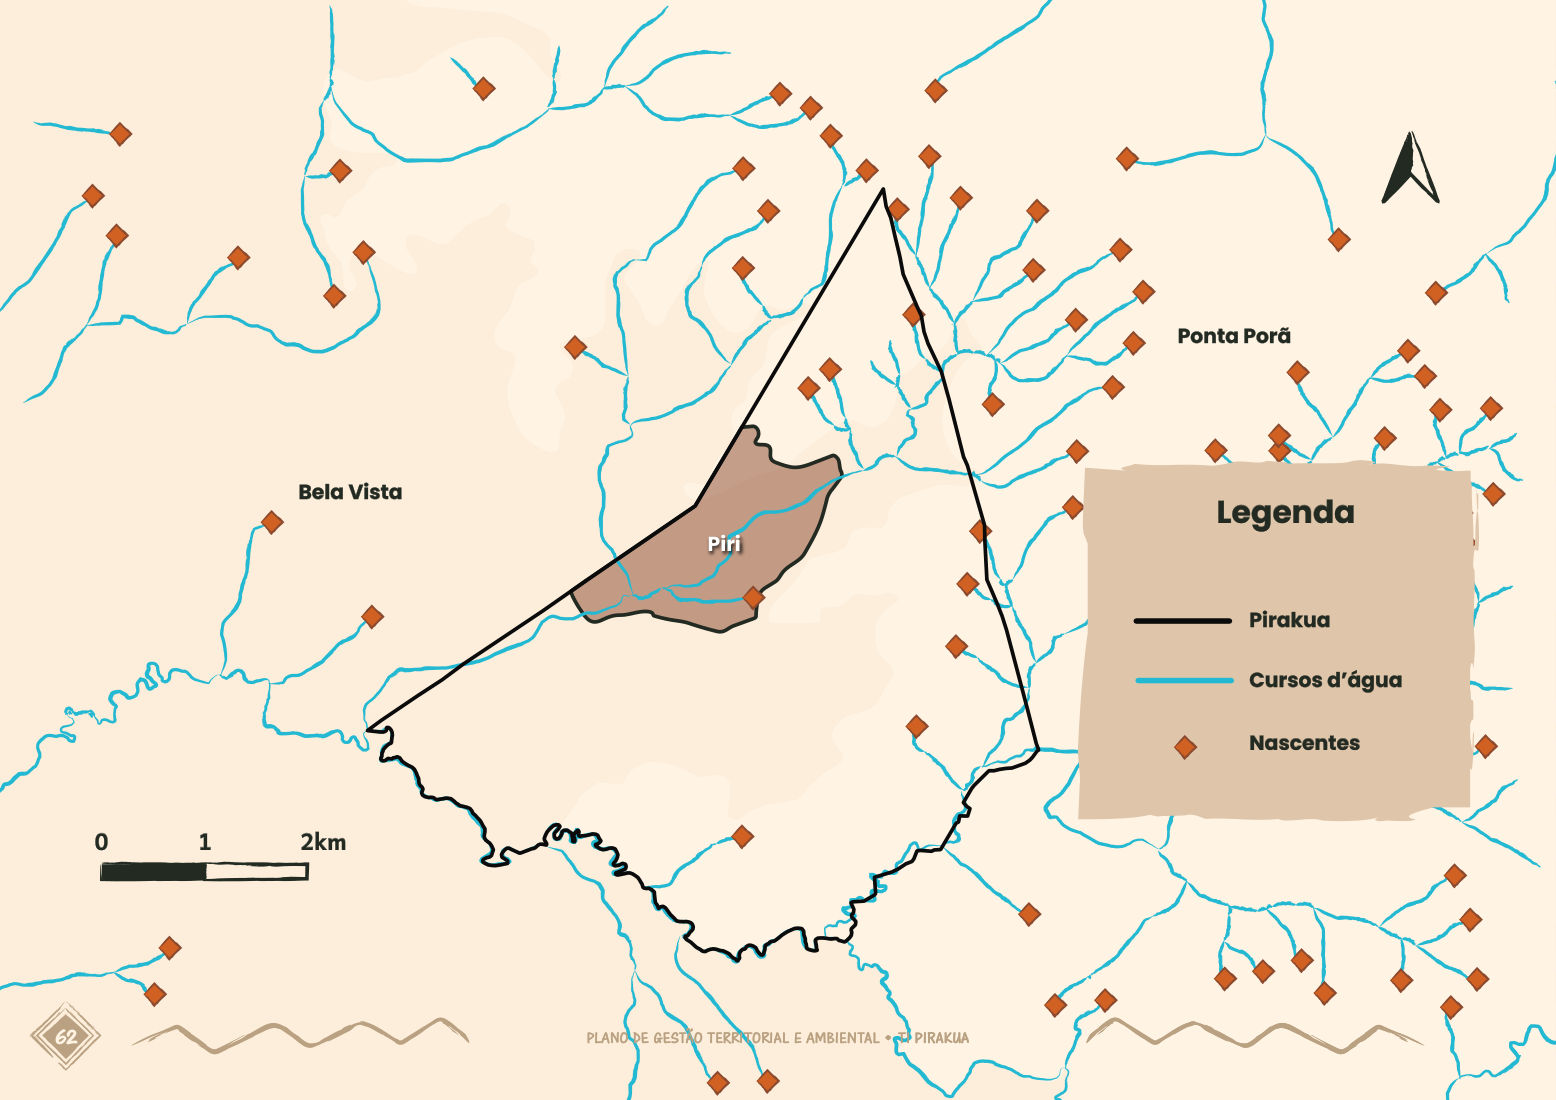 Ponta Porã
Bela Vista
Legenda
Piri
Pirakua
Cursos d’água
Nascentes
0 1 2km
62
PLANO DE GESTÃO TERRITORIAL E AMBIENTAL • TI PIRAKUA